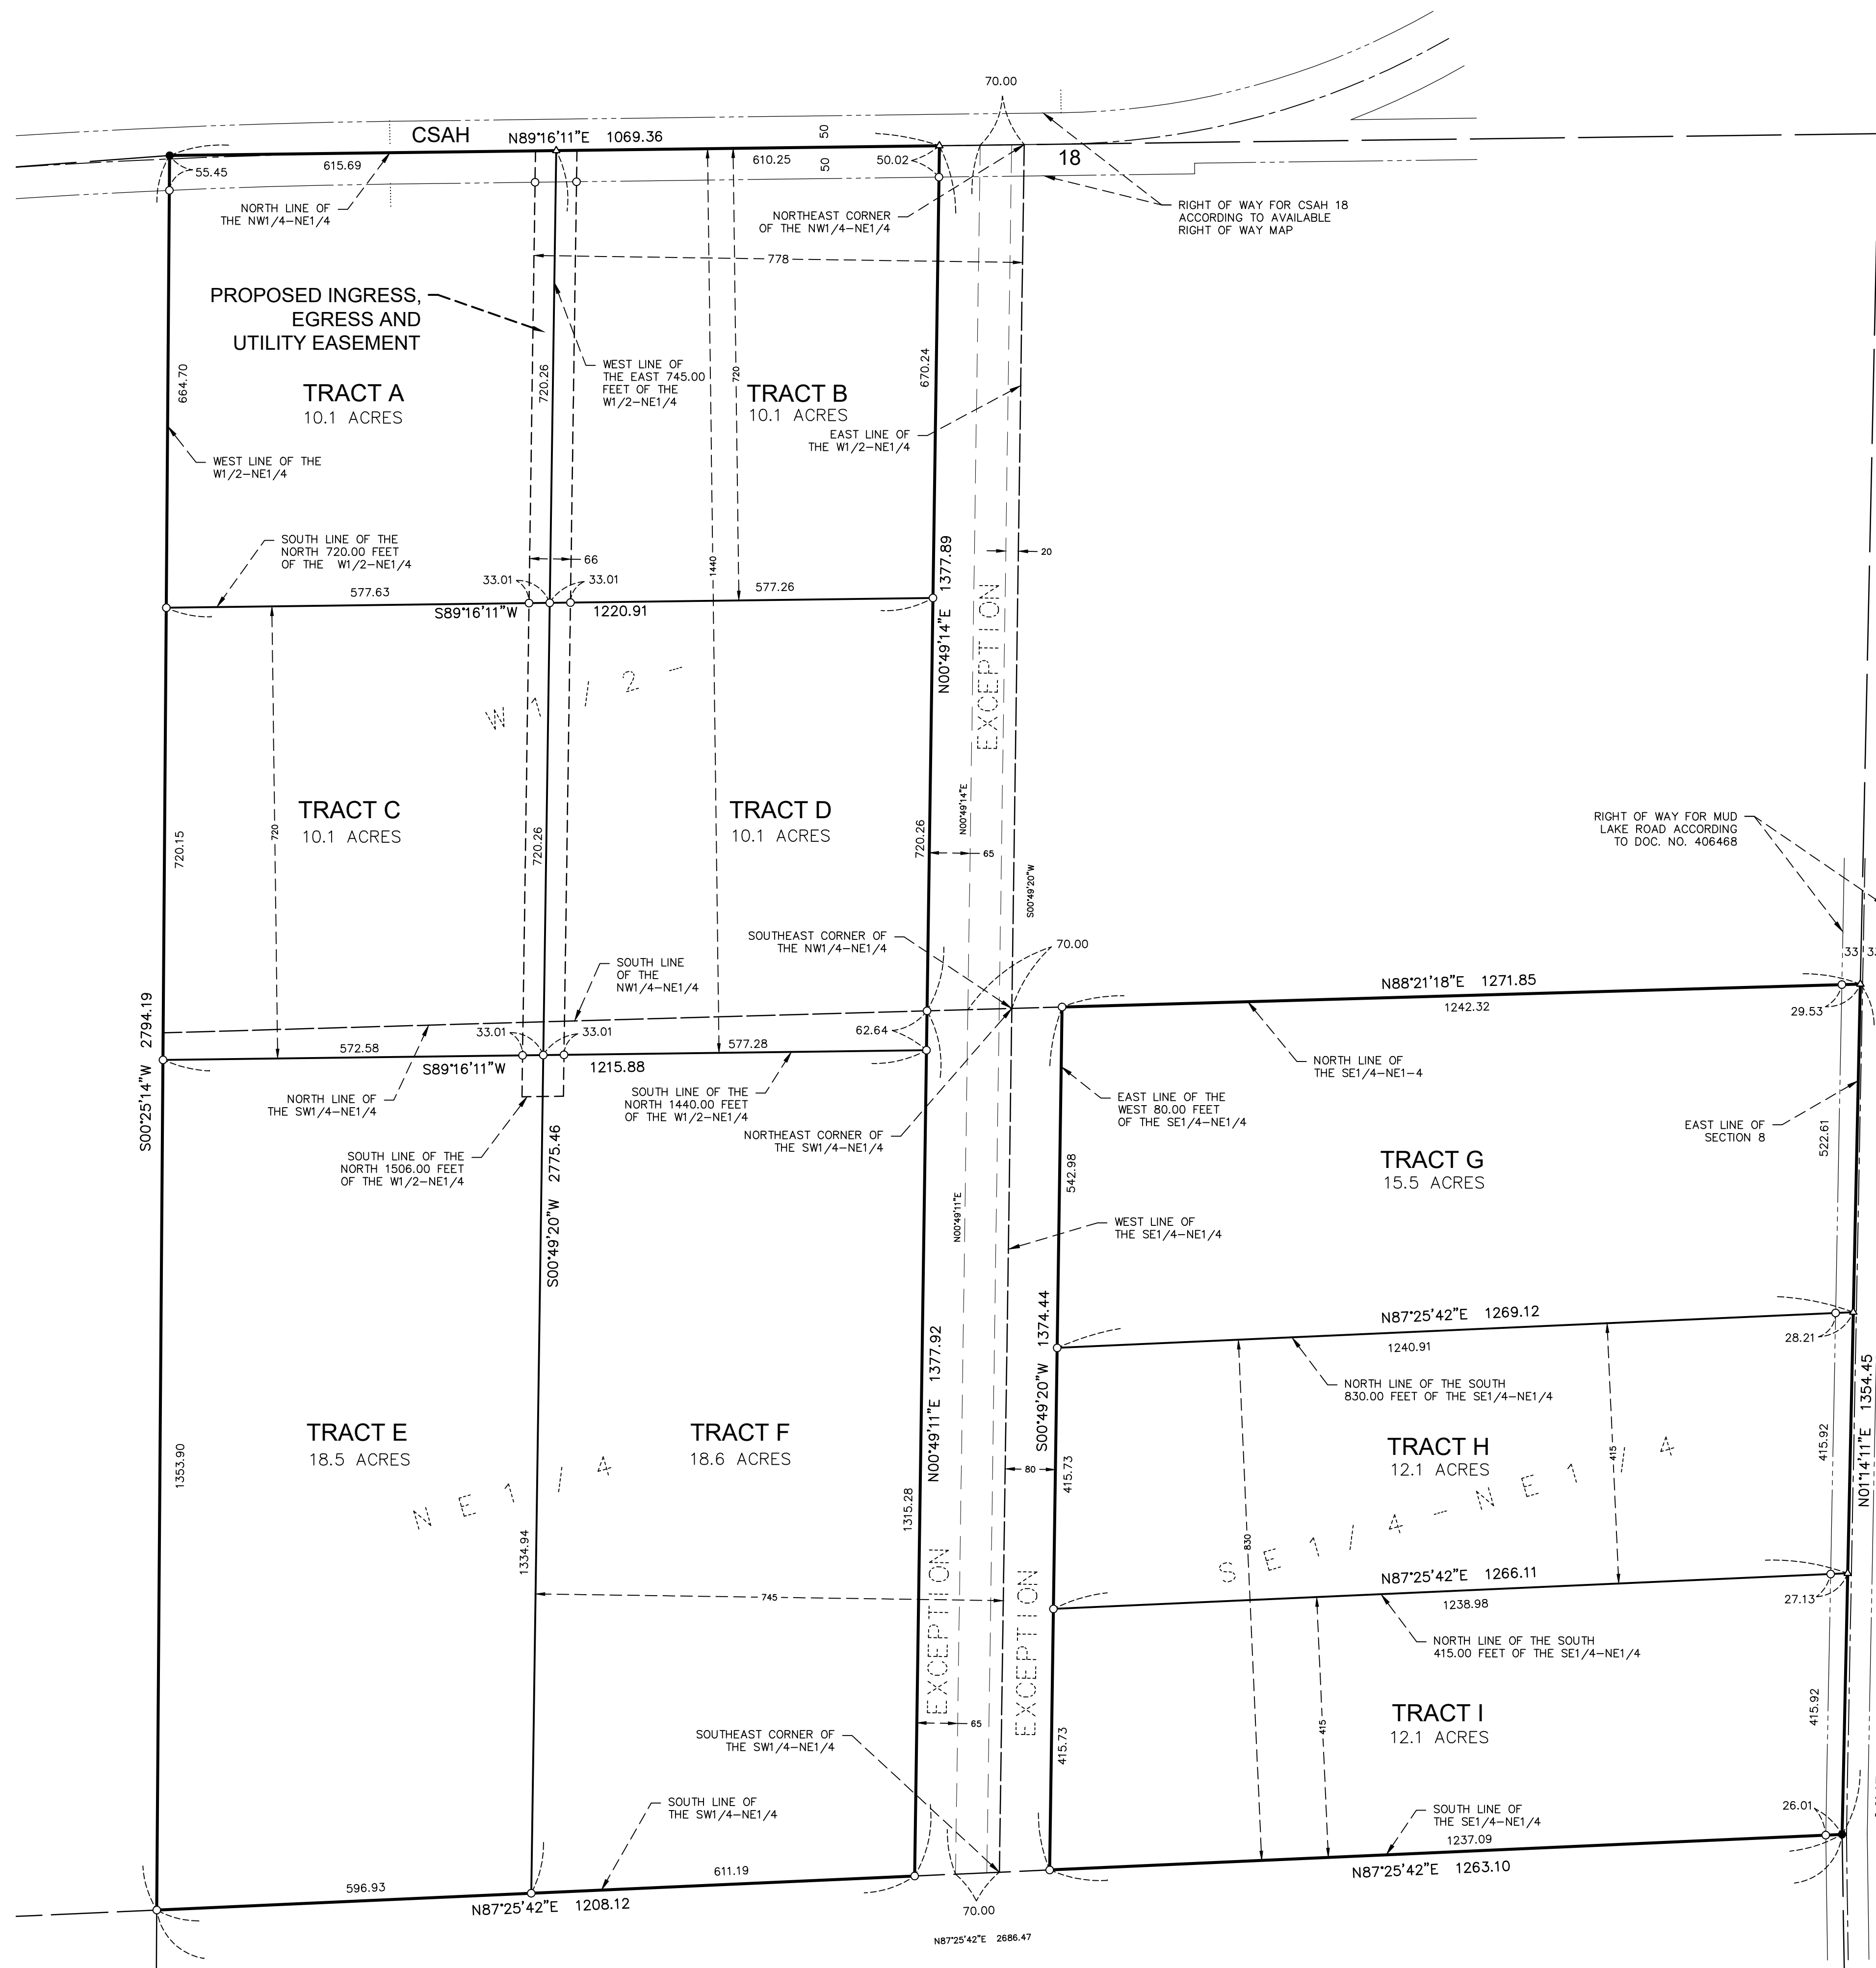 70.00
CSAH
N89°16'11"E 1069.36
50
50
18
55.45
615.69
610.25
50.02
NORTH LINE OF
THE NW1/4-NE1/4
NORTHEAST CORNER
OF THE NW1/4-NE1/4
RIGHT OF WAY FOR CSAH 18
ACCORDING TO AVAILABLE
RIGHT OF WAY MAP
778
PROPOSED INGRESS,
EGRESS AND
UTILITY EASEMENT
664.70
720.26
WEST LINE OF
THE EAST 745.00
FEET OF THE
W1/2-NE1/4
720
670.24
TRACT A
10.1 ACRES
TRACT B
10.1 ACRES
EAST LINE OF
THE W1/2-NE1/4
WEST LINE OF THE
W1/2-NE1/4
SOUTH LINE OF THE
NORTH 720.00 FEET
OF THE W1/2-NE1/4
66
1440
20
33.01
33.01
577.63
577.26
S89°16'11"W
1220.91
N00°49'14"E 1377.89
EXCEPTION
W1/2-
TRACT C
10.1 ACRES
TRACT D
10.1 ACRES
720.15
720
720.26
720.26
N00°49'14"E
65
S00°49'20"W
RIGHT OF WAY FOR MUD
LAKE ROAD ACCORDING
TO DOC. NO. 406468
SOUTHEAST CORNER OF
THE NW1/4-NE1/4
70.00
SOUTH LINE
OF THE
NW1/4-NE1/4
33
N88°21'18"E 1271.85
1242.32
29.53
S00°25'14"W 2794.19
33.01
33.01
62.64
572.58
577.28
S89°16'11"W
1215.88
NORTH LINE OF
THE SW1/4-NE1/4
SOUTH LINE OF THE
NORTH 1440.00 FEET
OF THE W1/2-NE1/4
NORTH LINE OF
THE SE1/4-NE1-4
EAST LINE OF THE
WEST 80.00 FEET
OF THE SE1/4-NE1/4
EAST LINE OF
SECTION 8
522.61
NORTHEAST CORNER OF
THE SW1/4-NE1/4
SOUTH LINE OF THE
NORTH 1506.00 FEET
OF THE W1/2-NE1/4
S00°49'20"W 2775.46
542.98
TRACT G
15.5 ACRES
N00°49'11"E
WEST LINE OF
THE SE1/4-NE1/4
N87°25'42"E 1269.12
1240.91
28.21
N00°49'11"E 1377.92
S00°49'20"W 1374.44
NORTH LINE OF THE SOUTH
830.00 FEET OF THE SE1/4-NE1/4
N01°14'11"E 1354.45
TRACT E
18.5 ACRES
TRACT F
18.6 ACRES
TRACT H
12.1 ACRES
1353.90
80
415.73
415
415.92
NE1/4
SE1/4-NE1/4
1315.28
1334.94
830
745
N87°25'42"E 1266.11
1238.98
27.13
EXCEPTION
EXCEPTION
NORTH LINE OF THE SOUTH
415.00 FEET OF THE SE1/4-NE1/4
TRACT I
12.1 ACRES
65
415.73
415
415.92
SOUTHEAST CORNER OF
THE SW1/4-NE1/4
SOUTH LINE OF
THE SW1/4-NE1/4
SOUTH LINE OF
THE SE1/4-NE1/4
26.01
1237.09
N87°25'42"E 1263.10
596.93
611.19
N87°25'42"E 1208.12
70.00
N87°25'42"E 2686.47